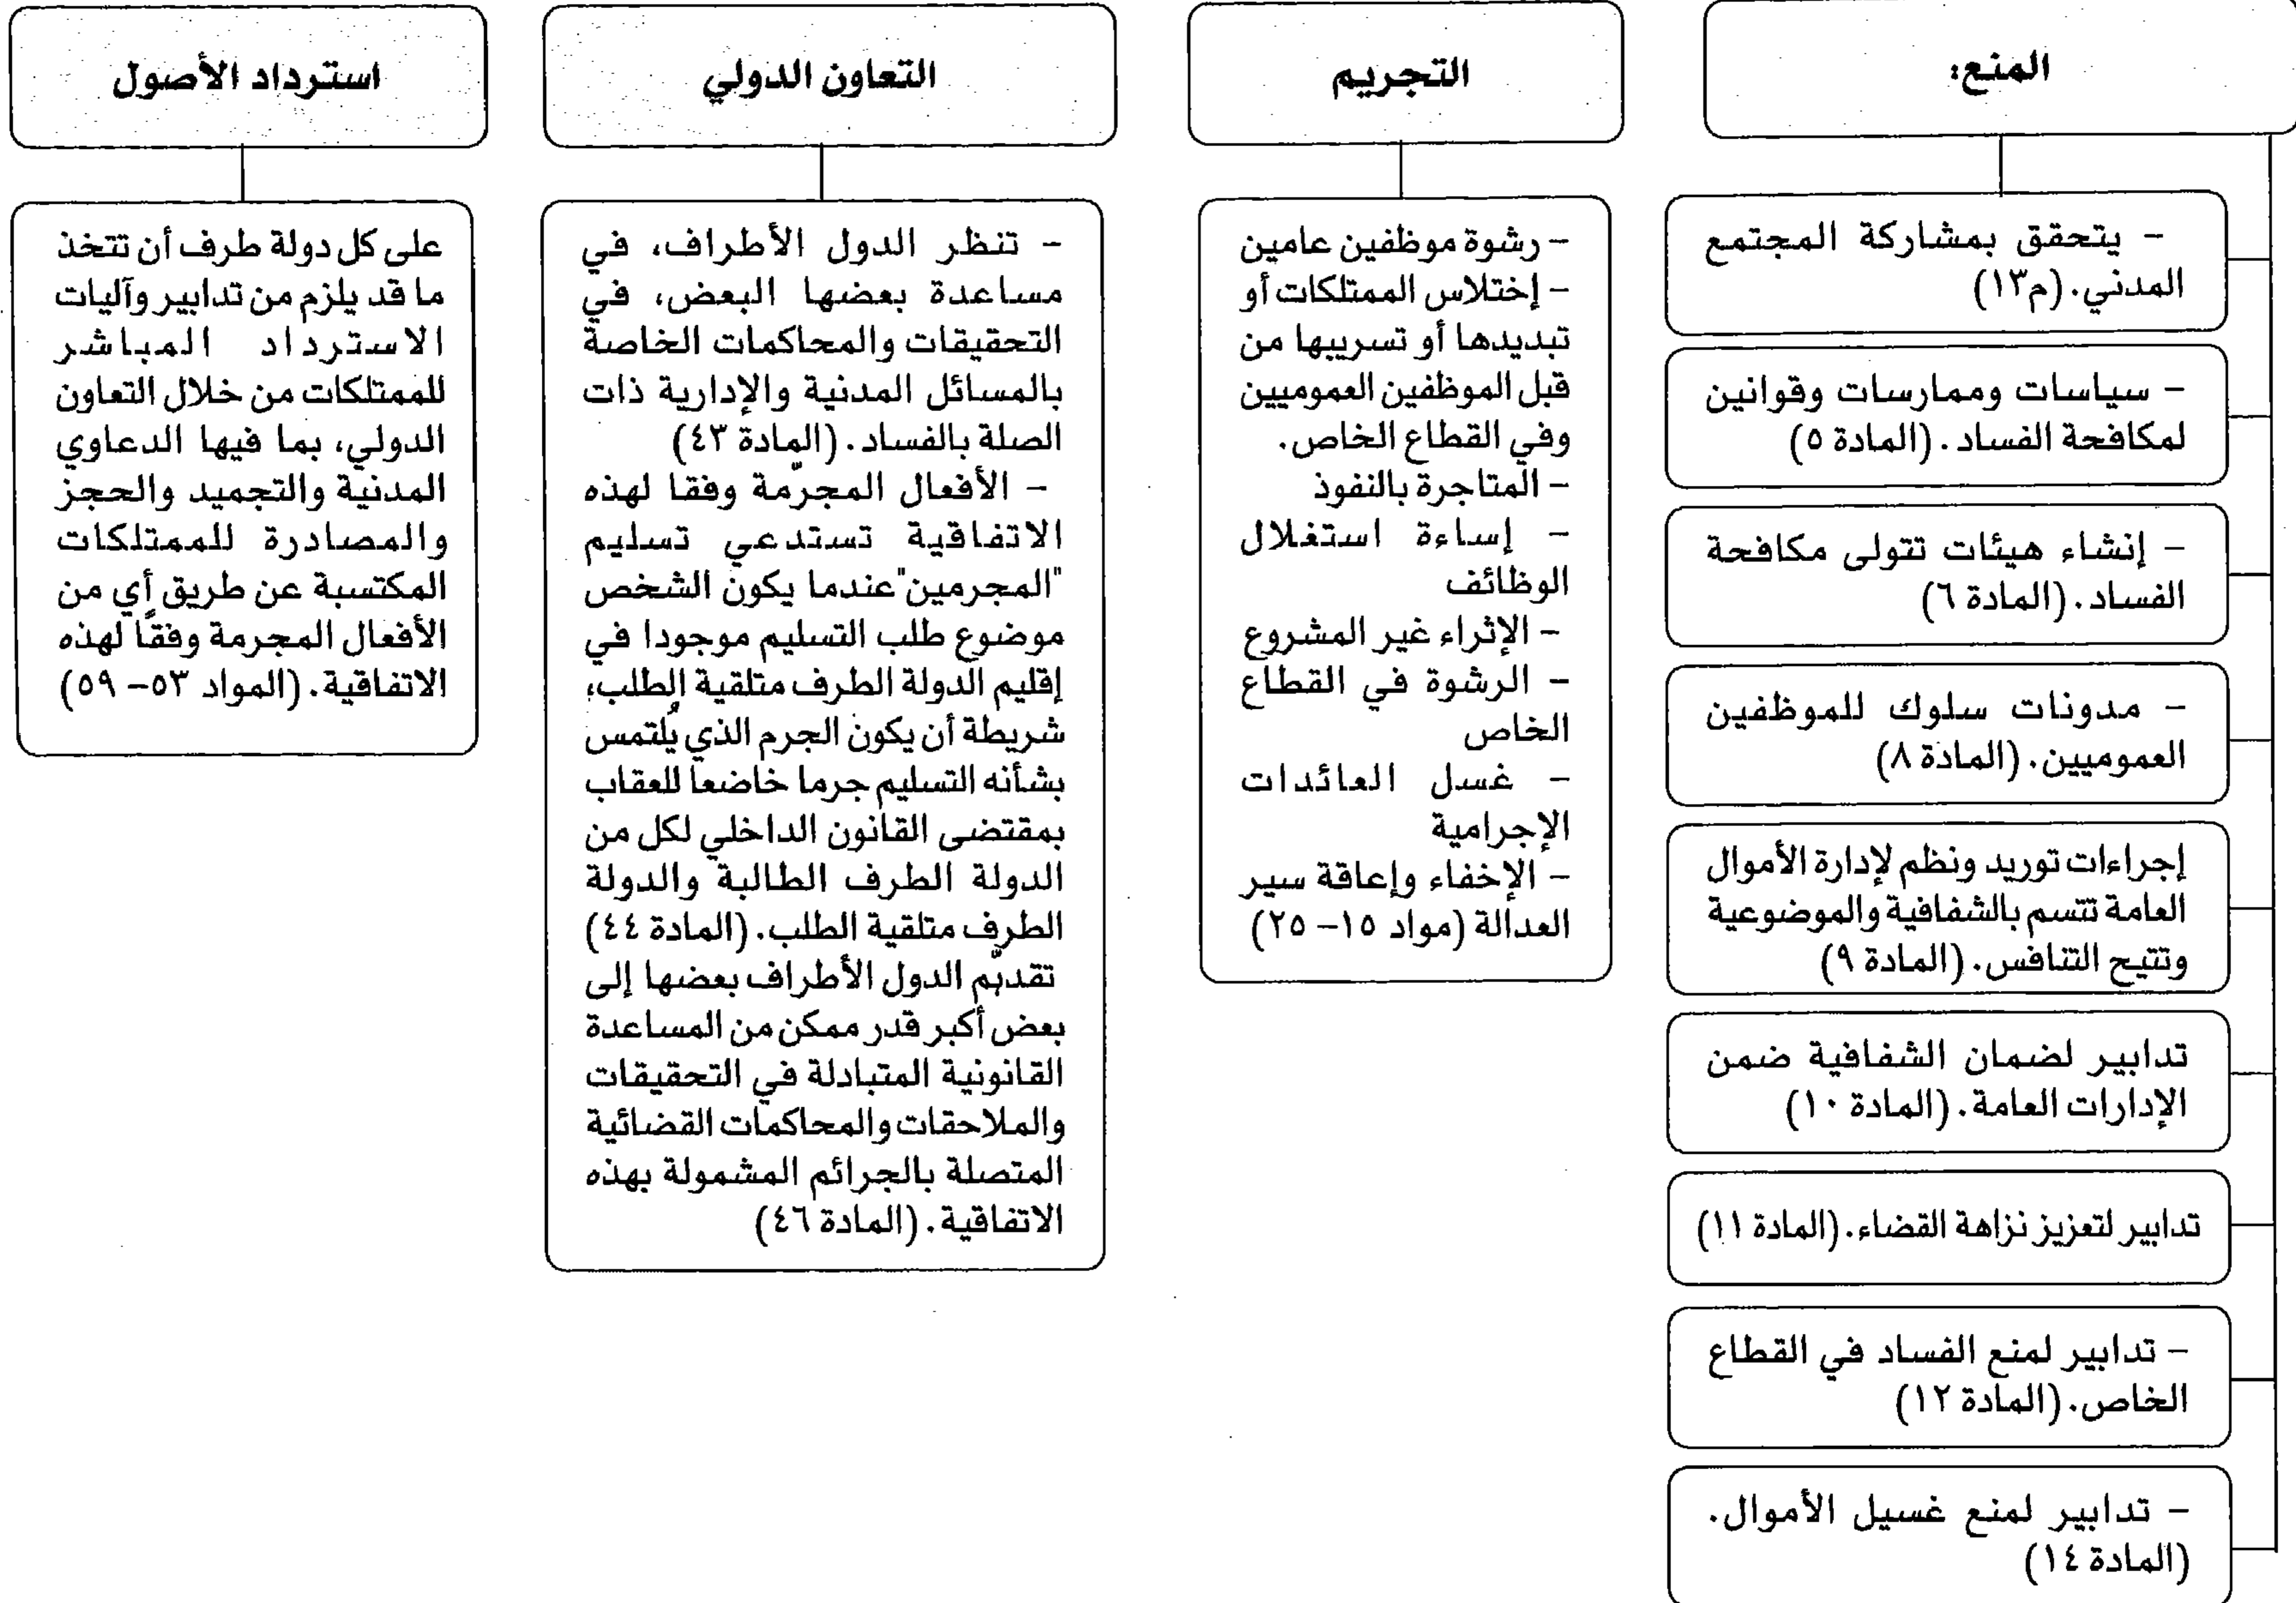 المنع:
- يتحقق بمشاركة المجتمع
المدني. (م١٣)
- سياسات وممارسات وقوانين
لمكافحة الفساد. (المادة ٥)
- إنشاء هيئات تتولى مكافحة
الفساد. (المادة ٦)
- مدونات سلوك للموظفين
العموميين. (المادة ٨)
إجراءات توريد ونظم لإدارة الأموال
العامة تتسم بالشفافية والموضوعية
وتتيح التنافس. (المادة ٩)
تدابير لضمان الشفافية ضمن
الإدارات العامة. (المادة ١٠)
تدابير لتعزيز نزاهة القضاء. (المادة ١١)
- تدابير لمنع الفساد في القطاع
الخاص. (المادة ١٢)
- تدابير لمنع غسيل الأموال.
(المادة ١٤)
التجريم
- رشوة موظفين عامين
- إختلاس الممتلكات أو
تبديدها أو تسريبها من
قبل الموظفين العموميين
وفي القطاع الخاص.
- المتاجرة بالنفوذ
- إساءة استغلال
الوظائف
- الإثراء غير المشروع
- الرشوة في القطاع
الخاص
- غسل العائدات
الإجرامية
- الإخفاء وإعاقة سير
العدالة (مواد ١٥- ٢٥)
التعاون الدولي
- تنظر الدول الأطراف، في
مساعدة بعضها البعض، في
التحقيقات والمحاكمات الخاصة
بالمسائل المدنية والإدارية ذات
الصلة بالفساد. (المادة ٤٣)
- الأفعال المجرّمة وفقا لهذه
الاتفاقية تستدعي تسليم
"المجرمين"عندما يكون الشخص
موضوع طلب التسليم موجودا في
إقليم الدولة الطرف متلقية الطلب،
شريطة أن يكون الجرم الذي يُلتمس
بشأنه التسليم جرما خاضعا للعقاب
بمقتضى القانون الداخلي لكل من
الدولة الطرف الطالبة والدولة
الطرف متلقية الطلب. (المادة ٤٤)
تقديّم الدول الأطراف بعضها إلى
بعض أكبر قدر ممكن من المساعدة
القانونية المتبادلة في التحقيقات
والملاحقات والمحاكمات القضائية
المتصلة بالجرائم المشمولة بهذه
الاتفاقية. (المادة ٤٦)
استرداد الأصول
على كل دولة طرف أن تتخذ
ما قد يلزم من تدابير وآليات
الاسترداد المباشر
للممتلكات من خلال التعاون
الدولي، بما فيها الدعاوي
المدنية والتجميد والحجز
والمصادرة للممتلكات
المكتسبة عن طريق أي من
الأفعال المجرمة وفقاً لهذه
الاتفاقية. (المواد ٥٣- ٥٩)